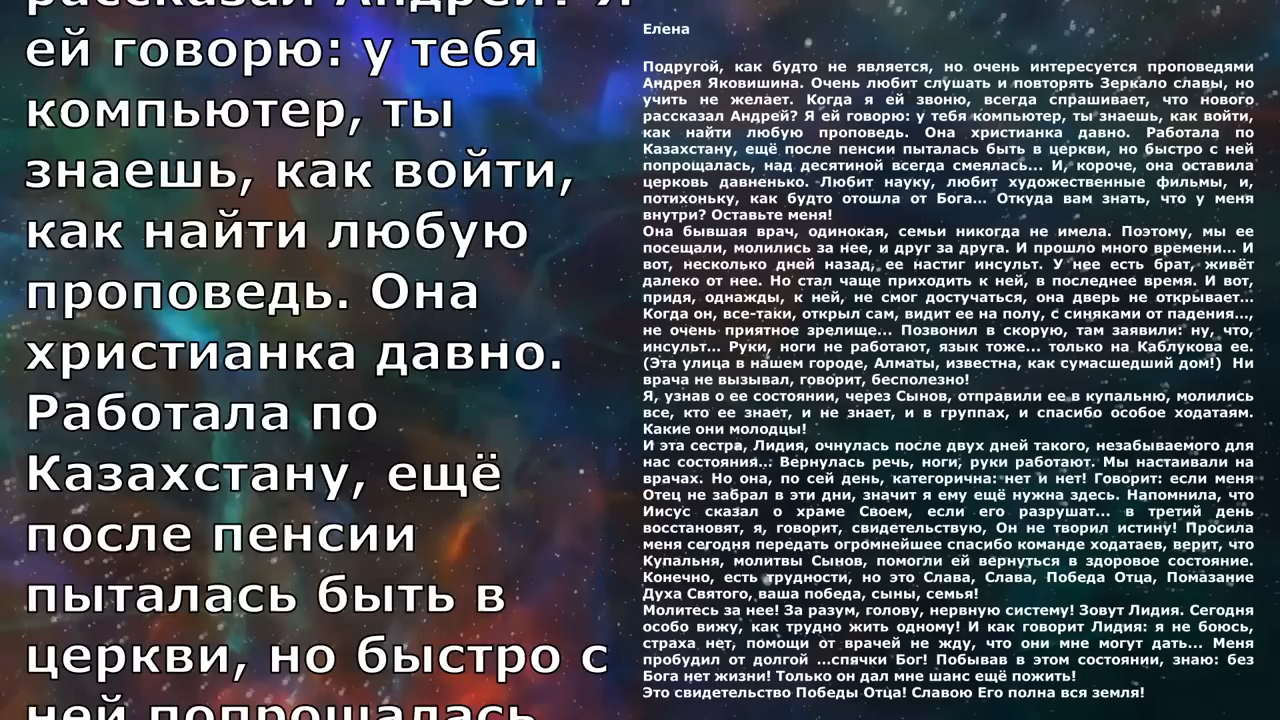 рассказал Андрей? Я
ей говорю: у тебя
компьютер, ты
знаешь, как войти,
как найти любую
проповедь. Она
христианка давно.
Работала по
Казахстану, ещё
после пенсии
пыталась быть в
церкви, но быстро с
ней попрощалась,
Елена
Подругой, как будто не является, но очень интересуется проповедями
Андрея Яковишина. Очень любит слушать и повторять Зеркало славы, но
учить не желает. Когда я ей звоню, всегда спрашивает, что нового
рассказал Андрей? Я ей говорю: у тебя компьютер, ты знаешь, как войти,
как найти любую проповедь. Она христианка давно. Работала по
Казахстану, ещё после пенсии пыталась быть в церкви, но быстро с ней
попрощалась, над десятиной всегда смеялась... И, короче, она оставила
церковь давненько. Любит науку, любит художественные фильмы, и,
потихоньку, как будто отошла от Бога... Откуда вам знать, что у меня
внутри? Оставьте меня!
Она бывшая врач, одинокая, семьи никогда не имела. Поэтому, мы ее
посещали, молились за нее, и друг за друга. И прошло много времени... И
вот, несколько дней назад, ее настиг инсульт. У нее есть брат, живёт
далеко от нее. Но стал чаще приходить к ней, в последнее время. И вот,
придя, однажды, к ней, не смог достучаться, она дверь не открывает...
Когда он, все-таки, открыл сам, видит ее на полу, с синяками от падения...,
не очень приятное зрелище... Позвонил в скорую, там заявили: ну, что,
инсульт... Руки, ноги не работают, язык тоже... только на Каблукова ее.
(Эта улица в нашем городе, Алматы, известна, как сумасшедший дом!) Ни
врача не вызывал, говорит, бесполезно!
Я, узнав о ее состоянии, через Сынов, отправили ее в купальню, молились
все, кто ее знает, и не знает, и в группах, и спасибо особое ходатаям.
Какие они молодцы!
И эта сестра, Лидия, очнулась после двух дней такого, незабываемого для
нас состояния... Вернулась речь, ноги, руки работают. Мы настаивали на
врачах. Но она, по сей день, категорична: нет и нет! Говорит: если меня
Отец не забрал в эти дни, значит я ему ещё нужна здесь. Напомнила, что
Иисус сказал о храме Своем, если его разрушат... в третий день
восстановят, я, говорит, свидетельствую, Он не творил истину! Просила
меня сегодня передать огромнейшее спасибо команде ходатаев, верит, что
Купальня, молитвы Сынов, помогли ей вернуться в здоровое состояние.
Конечно, есть трудности, но это Слава, Слава, Победа Отца, Помазание
Духа Святого, ваша победа, сыны, семья!
Молитесь за нее! За разум, голову, нервную систему! Зовут Лидия. Сегодня
особо вижу, как трудно жить одному! И как говорит Лидия: я не боюсь,
страха нет, помощи от врачей не жду, что они мне могут дать... Меня
пробудил от долгой ...спячки Бог! Побывав в этом состоянии, знаю: без
Бога нет жизни! Только он дал мне шанс ещё пожить!
Это свидетельство Победы Отца! Славою Его полна вся земля!